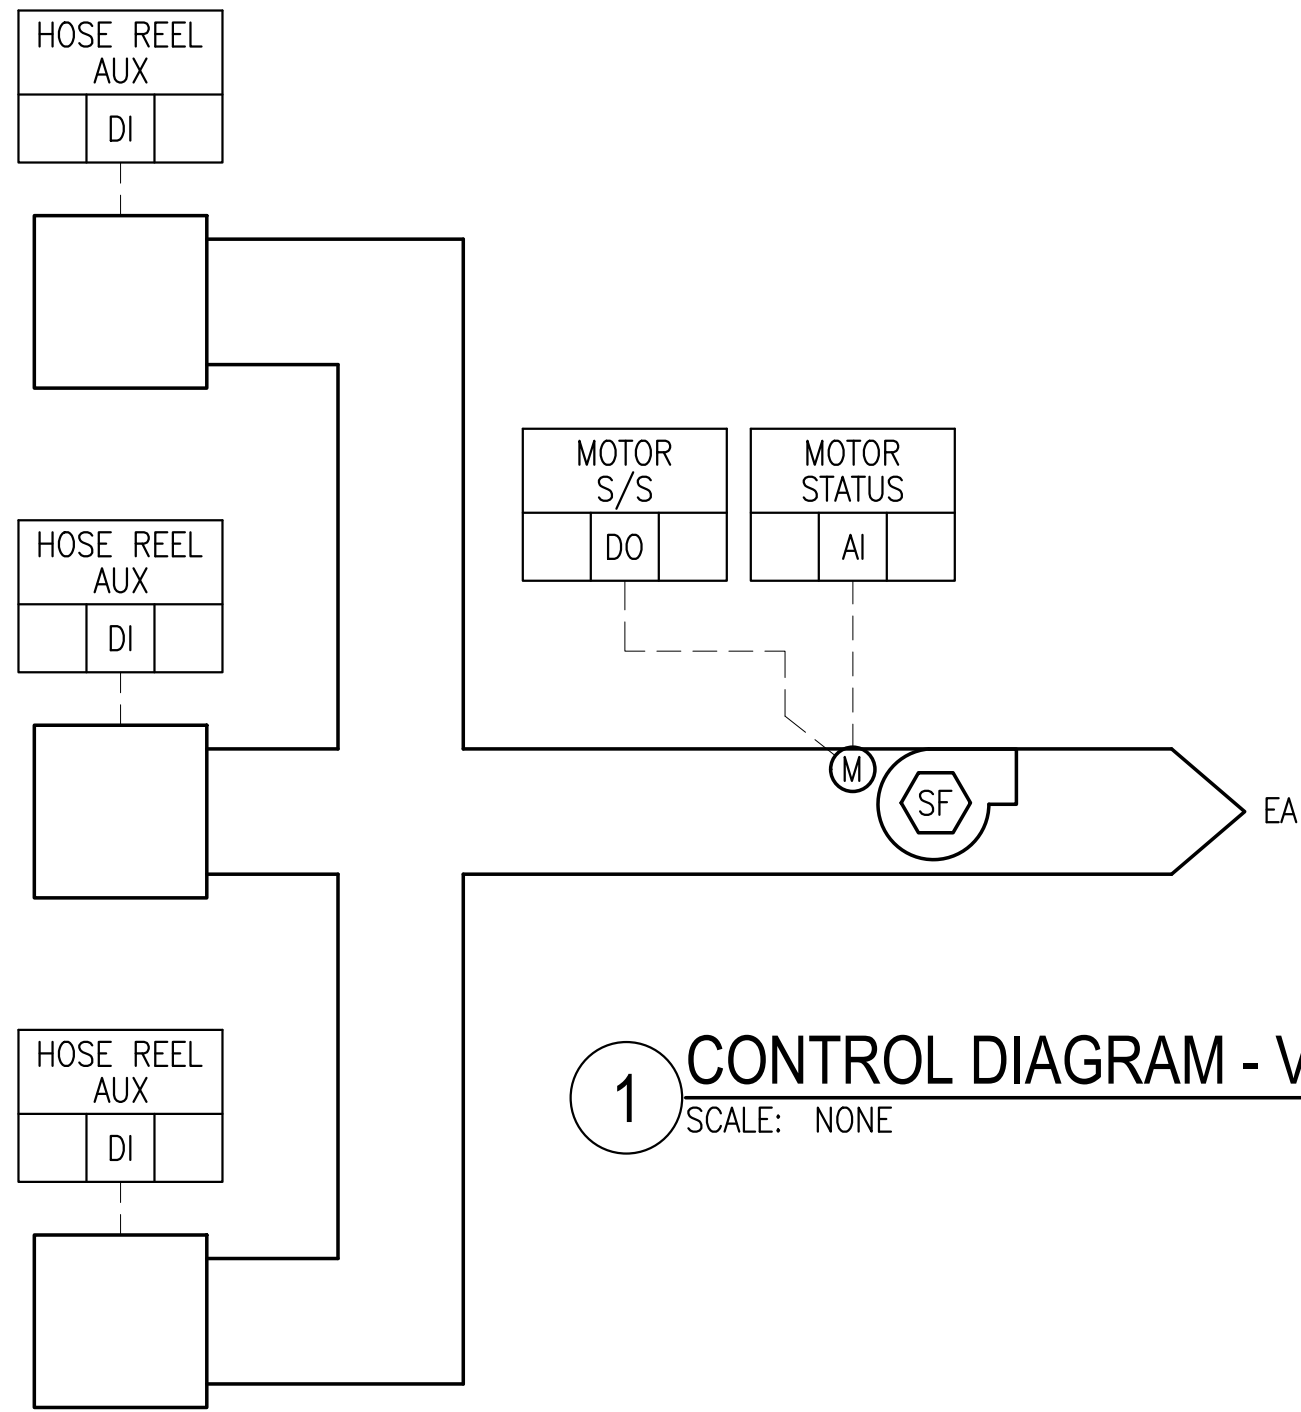 HOSE REEL
AUX
DI
HOSE REEL
AUX
DI
MOTOR
S/S
DO
MOTOR
STATUS
AI
M
SF
EA
HOSE REEL
AUX
DI
1
CONTROL DIAGRAM - V
SCALE: NONE